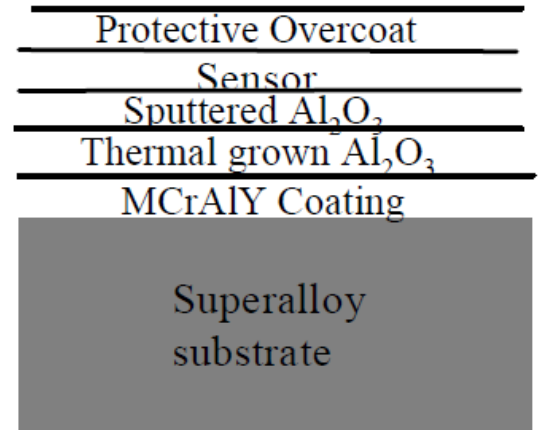 Protective Overcoat
Sensor
Sputtered Al₂O₃
Thermal grown Al₂O₃
MCrAlY Coating
Superalloy
substrate